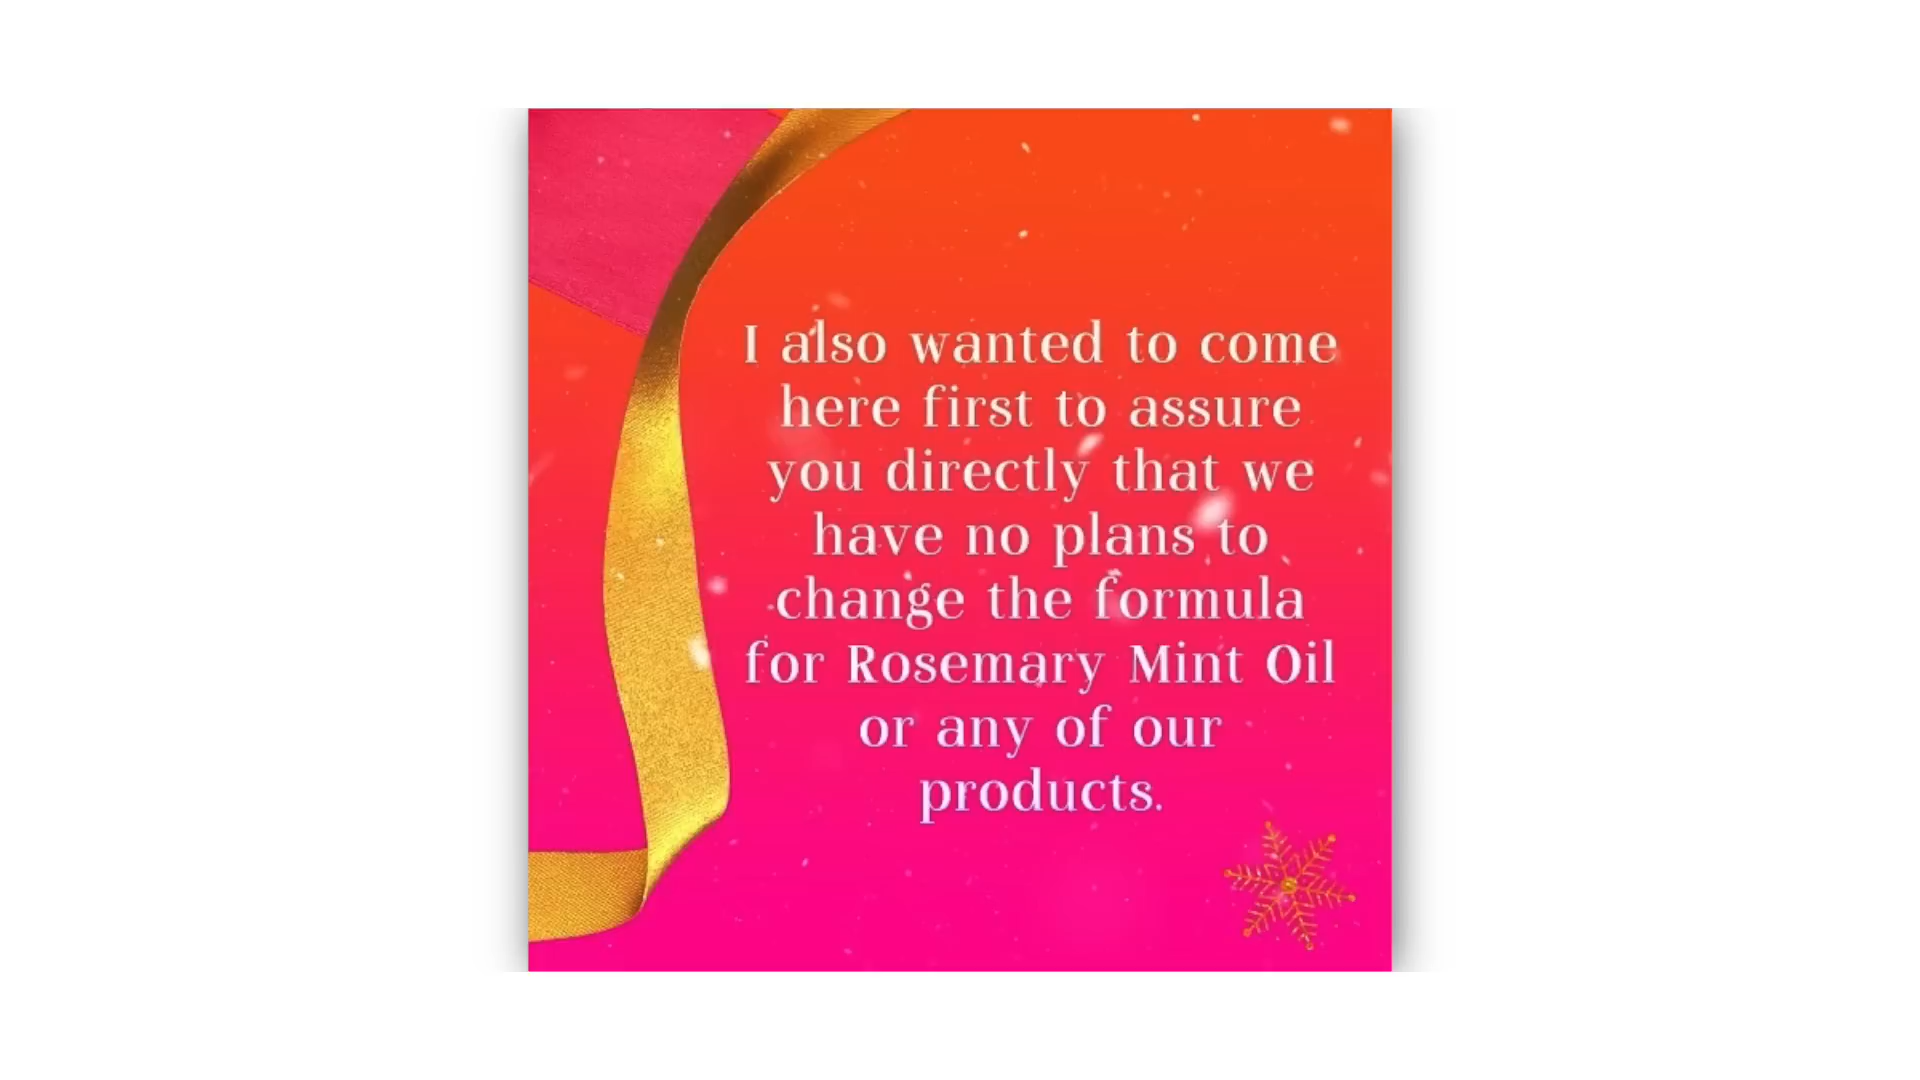 I also wanted to come
here first to assure
you directly that we
have no plans to
change the formula
for Rosemary Mint Oil
or any of our
products.